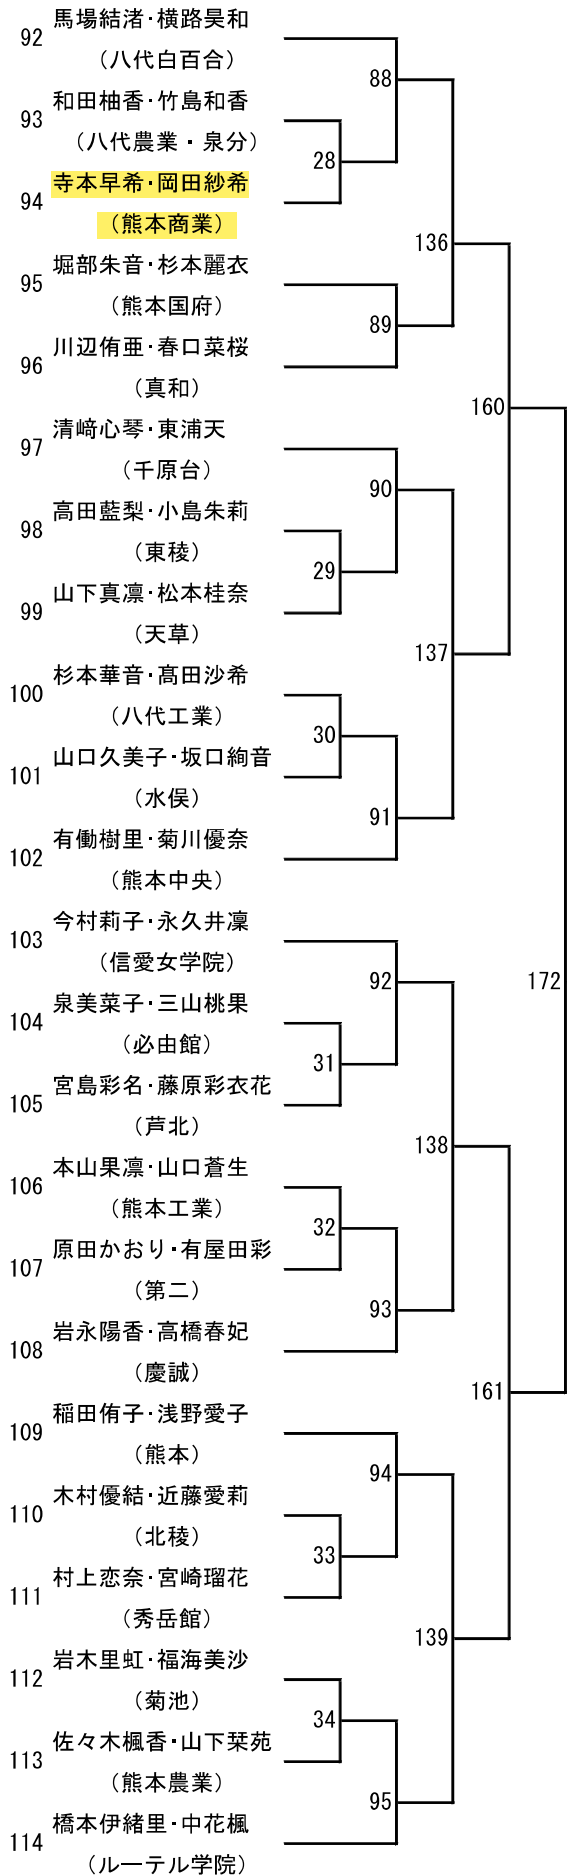 92 馬場結渚・横路昊和
（八代白百合）
88
93 和田柚香・竹島和香
（八代農業・泉分）
28
94 寺本早希・岡田紗希
（熊本商業）
136
95 堀部朱音・杉本麗衣
（熊本国府）
89
96 川辺侑亜・春口菜桜
（真和）
160
97 清﨑心琴・東浦天
（千原台）
90
98 高田藍梨・小島朱莉
（東稜）
29
99 山下真凛・松本桂奈
（天草）
137
100 杉本華音・髙田沙希
（八代工業）
30
101 山口久美子・坂口絢音
（水俣）
91
102 有働樹里・菊川優奈
（熊本中央）
103 今村莉子・永久井凜
（信愛女学院）
92
172
104 泉美菜子・三山桃果
（必由館）
31
105 宮島彩名・藤原彩衣花
（芦北）
138
106 本山果凛・山口蒼生
（熊本工業）
32
107 原田かおり・有屋田彩
（第二）
93
108 岩永陽香・高橋春妃
（慶誠）
161
109 稲田侑子・浅野愛子
（熊本）
94
110 木村優結・近藤愛莉
（北稜）
33
111 村上恋奈・宮崎瑠花
（秀岳館）
139
112 岩木里虹・福海美沙
（菊池）
34
113 佐々木楓香・山下栞苑
（熊本農業）
95
114 橋本伊緒里・中花楓
（ルーテル学院）